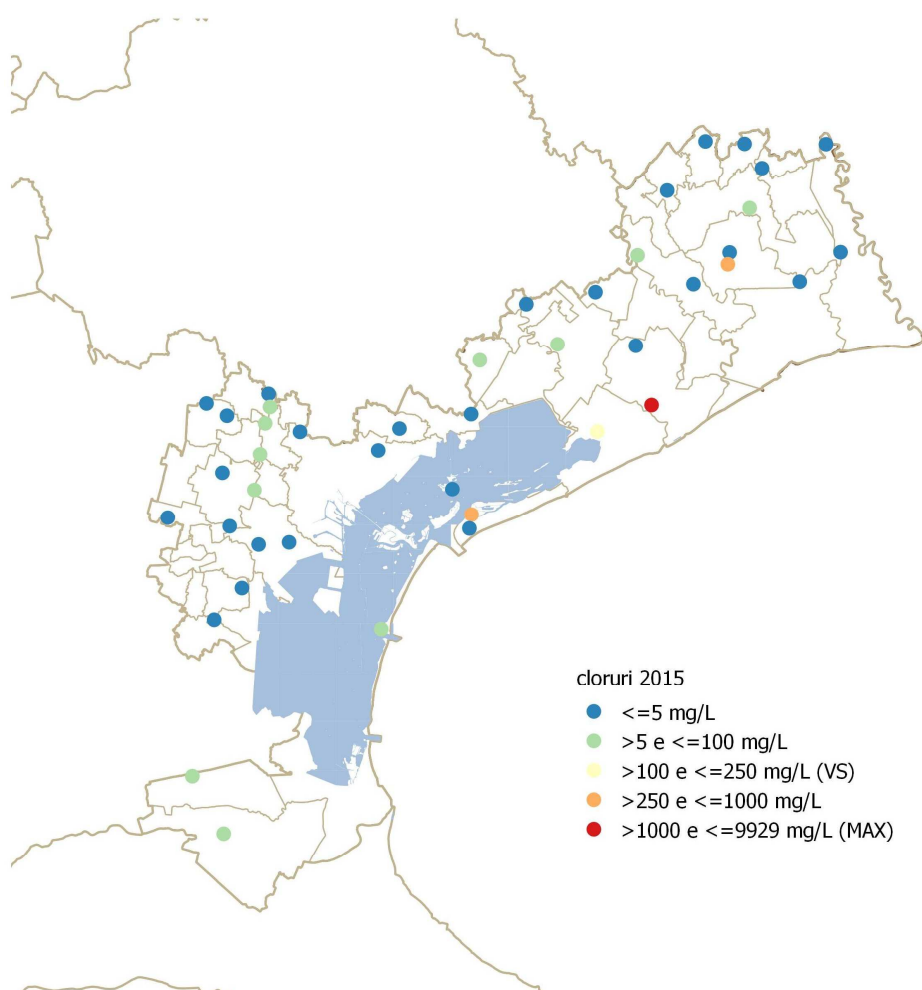 cloruri 2015
<=5 mg/L
>5 e <=100 mg/L
>100 e <=250 mg/L (VS)
>250 e <=1000 mg/L
>1000 e <=9929 mg/L (MAX)